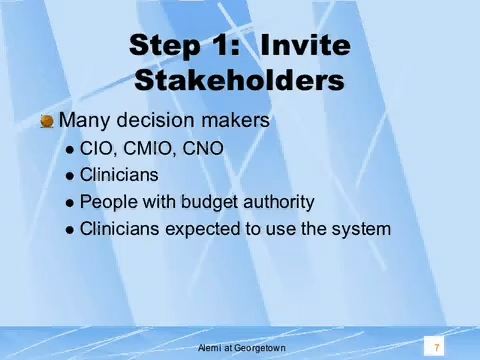 Step 1: Invite
Stakeholders
Many decision makers
● CIO, CMIO, CNO
● Clinicians
● People with budget authority
● Clinicians expected to use the system
Alemi at Georgetown
7